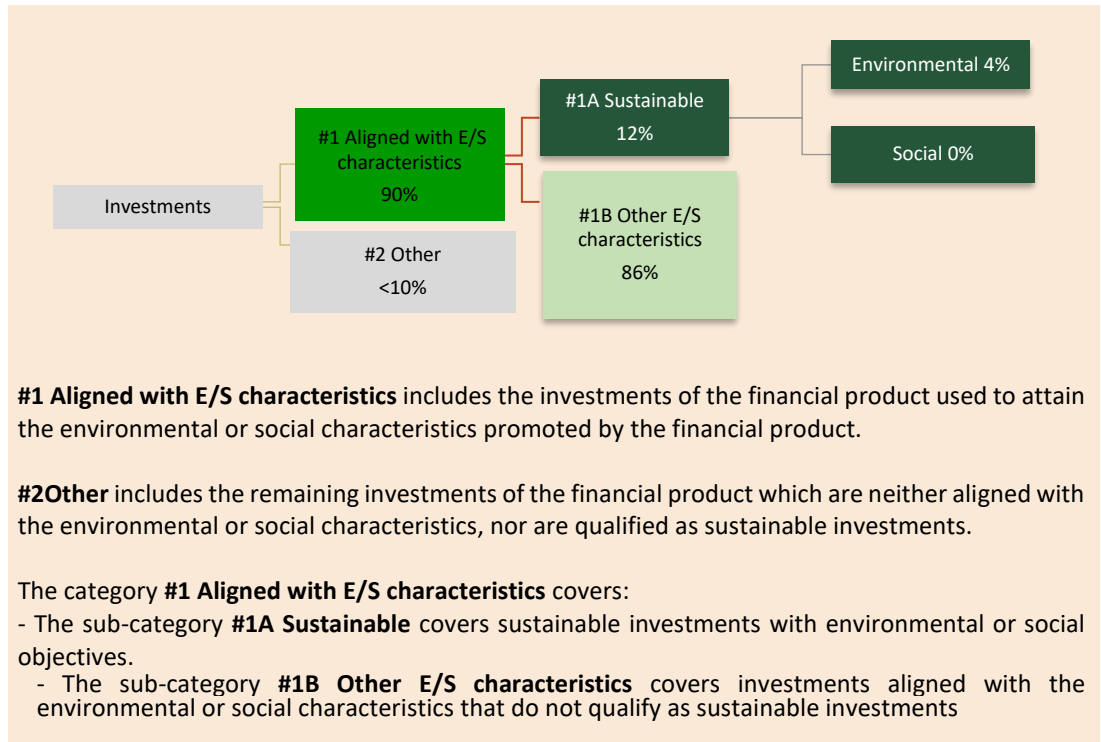 Investments
#1 Aligned with E/S
characteristics
90%
#2 Other
<10%
#1A Sustainable
12%
#1B Other E/S
characteristics
86%
Environmental 4%
Social 0%
#1 Aligned with E/S characteristics includes the investments of the financial product used to attain
the environmental or social characteristics promoted by the financial product.
#2Other includes the remaining investments of the financial product which are neither aligned with
the environmental or social characteristics, nor are qualified as sustainable investments.
The category #1 Aligned with E/S characteristics covers:
- The sub-category #1A Sustainable covers sustainable investments with environmental or social
objectives.
- The sub-category #1B Other E/S characteristics covers investments aligned with the
environmental or social characteristics that do not qualify as sustainable investments